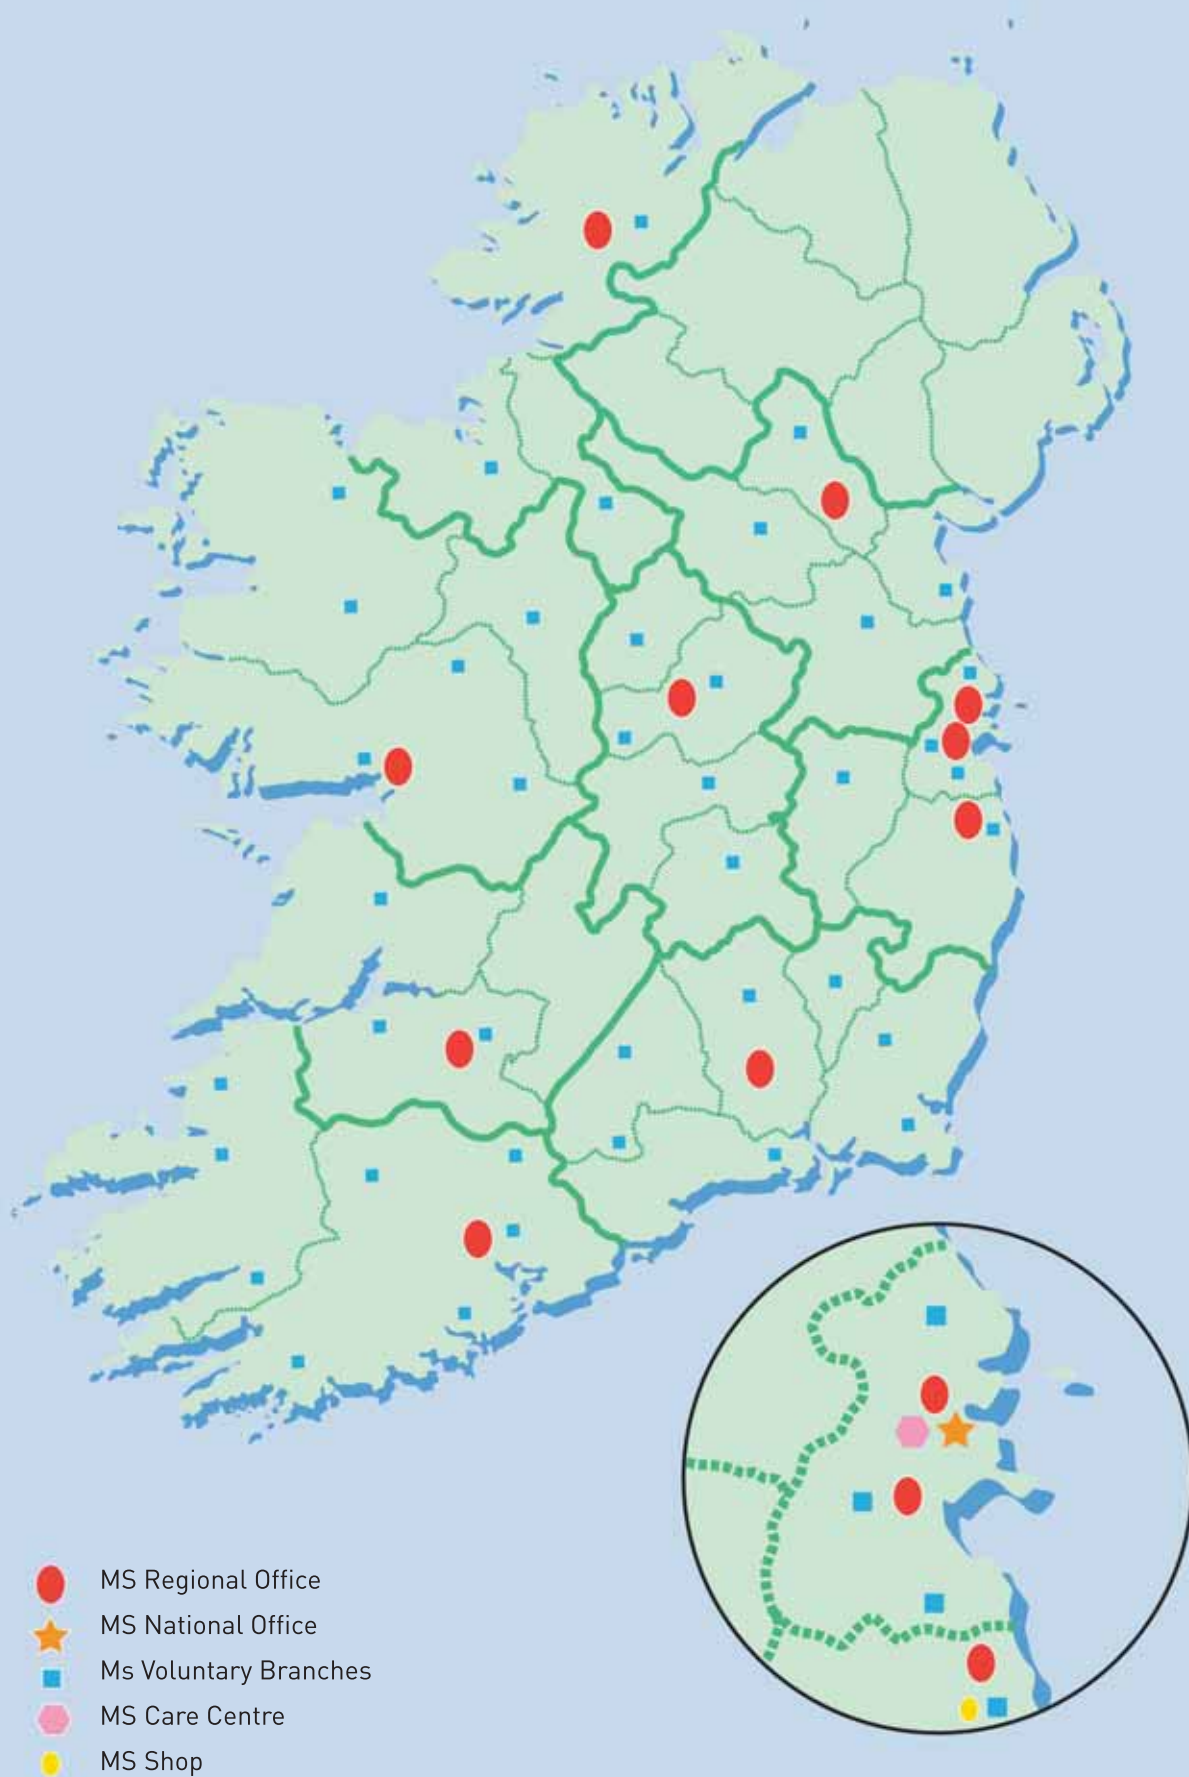 MS Regional Office
MS National Office
Ms Voluntary Branches
MS Care Centre
MS Shop